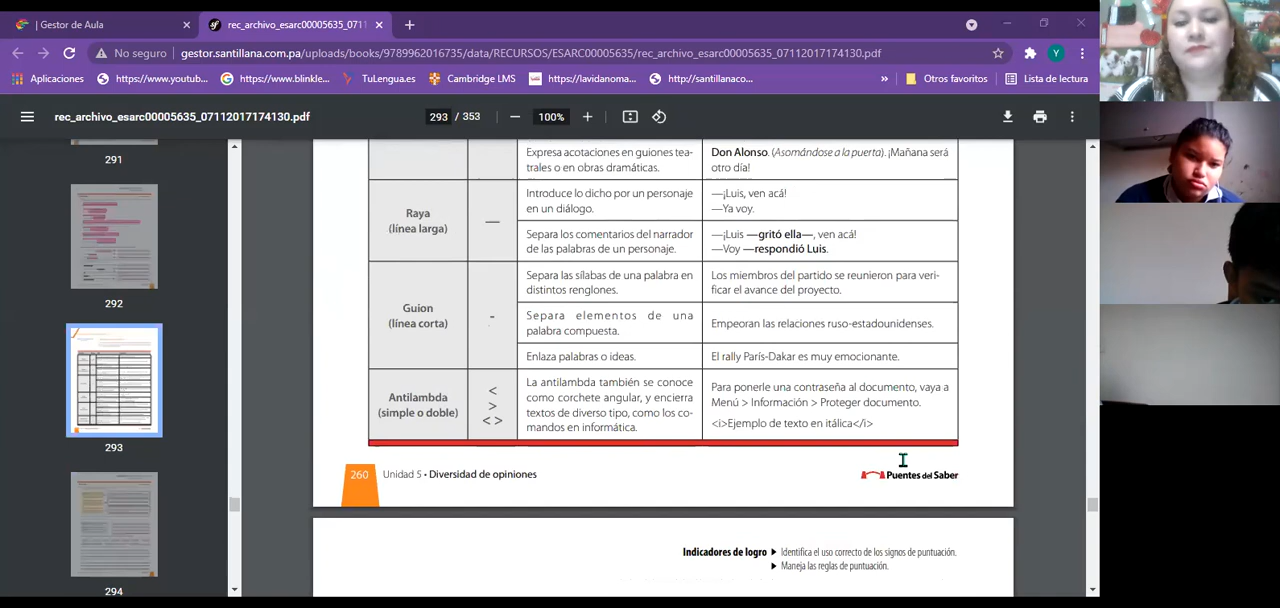 | Gestor de Aula
rec_archivo_esarc00005635_0711
No seguro
gestor.santillana.com.pa/uploads/books/9789962016735/data/RECURSOS/ESARC00005635/rec_archivo_esarc00005635_07112017174130.pdf
Y
Aplicaciones
https://www.youtub...
https://www.blinkle...
TuLengua.es
Cambridge LMS
https://lavidanoma...
http://santillanaco...
»
Otros favoritos
Lista de lectura
rec_archivo_esarc00005635_07112017174130.pdf
293 / 353
100%
291
292
293
294
Expresa acotaciones en guiones tea-
trales o en obras dramáticas.
Don Alonso. (Asomándose a la puerta). ¡Mañana será
otro día!
Raya
(línea larga)
—
Introduce lo dicho por un personaje
en un diálogo.
—¡Luis, ven acá!
—Ya voy.
Separa los comentarios del narrador
de las palabras de un personaje.
—¡Luis —gritó ella—, ven acá!
—Voy —respondió Luis.
Guion
(línea corta)
-
Separa las sílabas de una palabra en
distintos renglones.
Los miembros del partido se reunieron para veri-
ficar el avance del proyecto.
Separa elementos de una
palabra compuesta.
Empeoran las relaciones ruso-estadounidenses.
Enlaza palabras o ideas.
El rally París-Dakar es muy emocionante.
Antilambda
(simple o doble)
<
>
< >
La antilambda también se conoce
como corchete angular, y encierra
textos de diverso tipo, como los co-
mandos en informática.
Para ponerle una contraseña al documento, vaya a
Menú > Información > Proteger documento.
<i>Ejemplo de texto en itálica</i>
260
Unidad 5 • Diversidad de opiniones
Puentes del Saber
Indicadores de logro
Identifica el uso correcto de los signos de puntuación.
Maneja las reglas de puntuación.